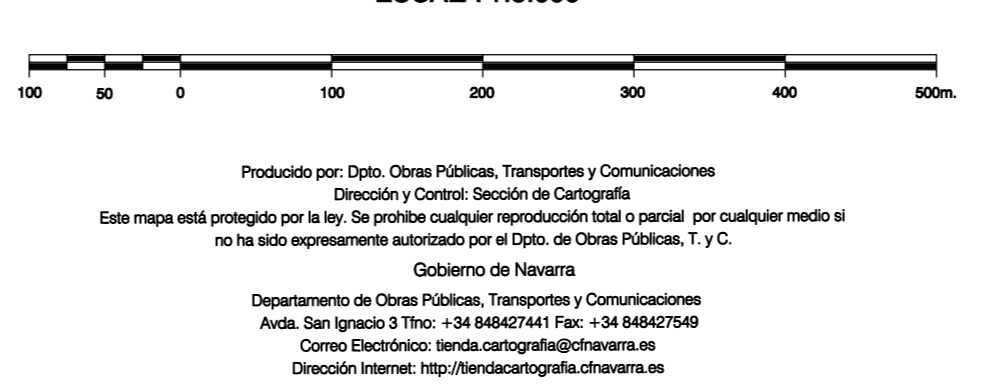 100 50 0 100 200 300 400 500m.
Producido por: Dpto. Obras Públicas, Transportes y Comunicaciones
Dirección y Control: Sección de Cartografía
Este mapa está protegido por la ley. Se prohibe cualquier reproducción total o parcial por cualquier medio si
no ha sido expresamente autorizado por el Dpto. de Obras Públicas, T. y C.
Gobierno de Navarra
Departamento de Obras Públicas, Transportes y Comunicaciones
Avda. San Ignacio 3 Tfno: +34 848427441 Fax: +34 848427549
Correo Electrónico: tienda.cartografia@cfnavarra.es
Dirección Internet: http://tiendacartografia.cfnavarra.es